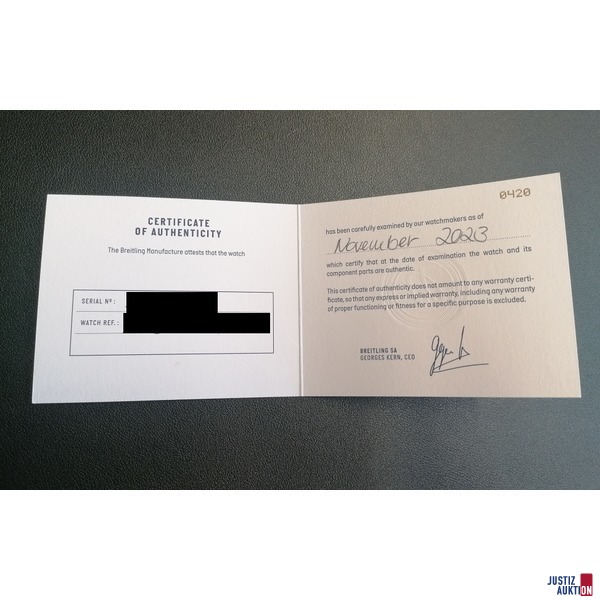 CERTIFICATE
OF AUTHENTICITY
The Breitling Manufacture attests that the watch
SERIAL Nº :
WATCH REF. :
0420
has been carefully examined by our watchmakers as of
November 2023
which certify that at the date of examination the watch and its
component parts are authentic.
This certificate of authenticity does not amount to any warranty certi-
ficate, so that any express or implied warranty, including any warranty
of proper functioning or fitness for a specific purpose is excluded.
BREITLING SA
GEORGES KERN, CEO
JUSTIZ
AUKTION